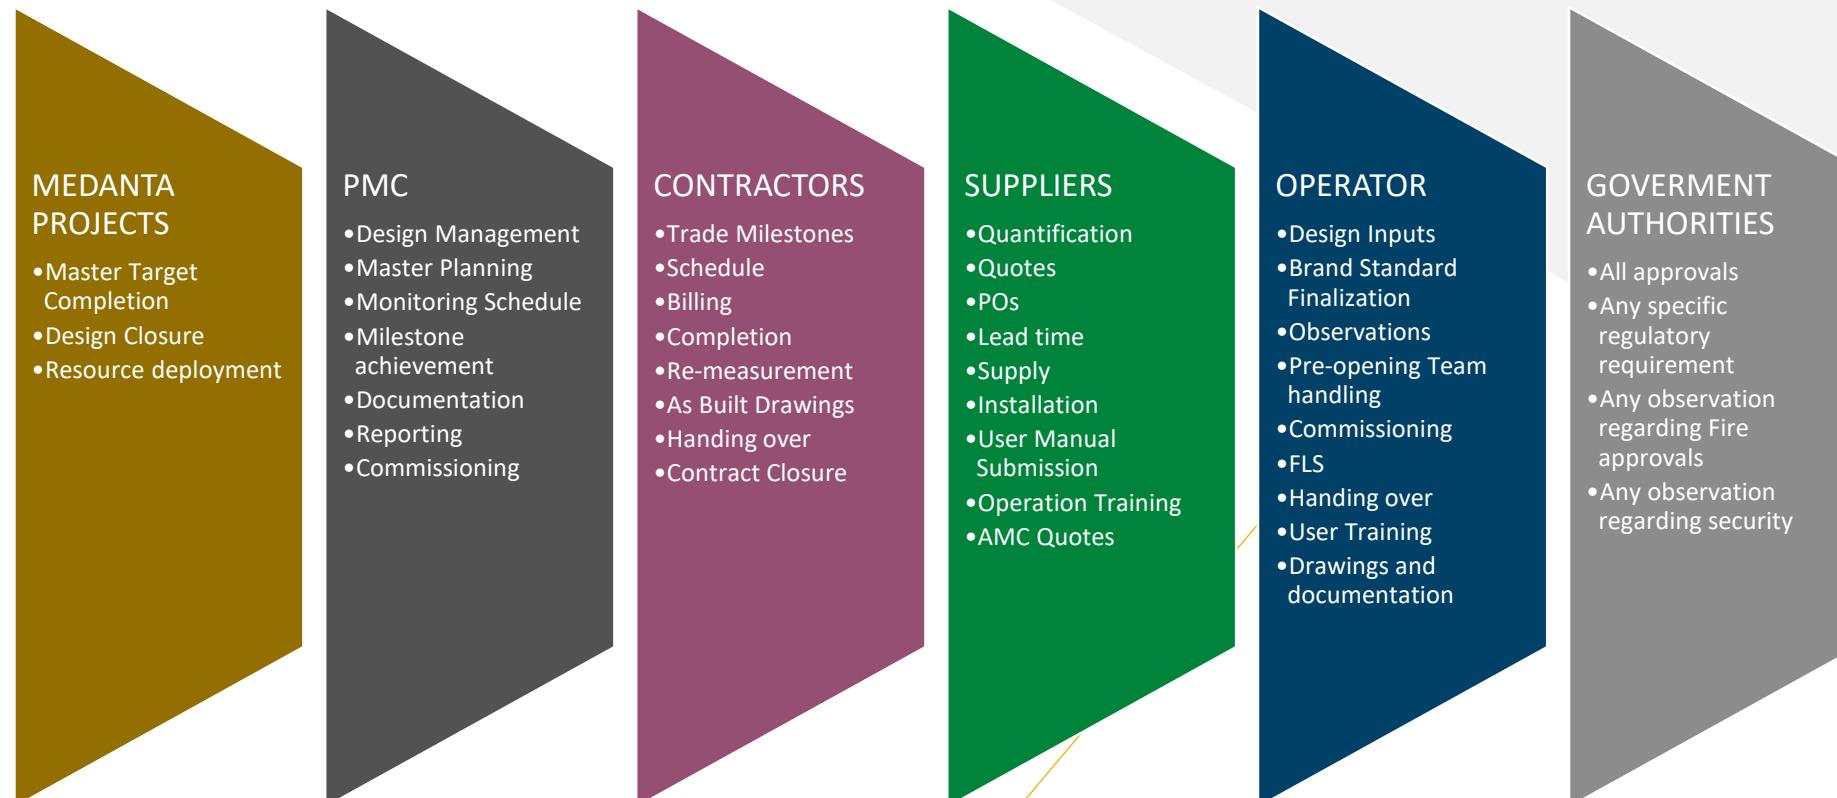 MEDANTA
PROJECTS
•Master Target
Completion
•Design Closure
•Resource deployment
PMC
•Design Management
•Master Planning
•Monitoring Schedule
•Milestone
achievement
•Documentation
•Reporting
•Commissioning
CONTRACTORS
•Trade Milestones
•Schedule
•Billing
•Completion
•Re-measurement
•As Built Drawings
•Handing over
•Contract Closure
SUPPLIERS
•Quantification
•Quotes
•POs
•Lead time
•Supply
•Installation
•User Manual
Submission
•Operation Training
•AMC Quotes
OPERATOR
•Design Inputs
•Brand Standard
Finalization
•Observations
•Pre-opening Team
handling
•Commissioning
•FLS
•Handing over
•User Training
•Drawings and
documentation
GOVERMENT
AUTHORITIES
•All approvals
•Any specific
regulatory
requirement
•Any observation
regarding Fire
approvals
•Any observation
regarding security